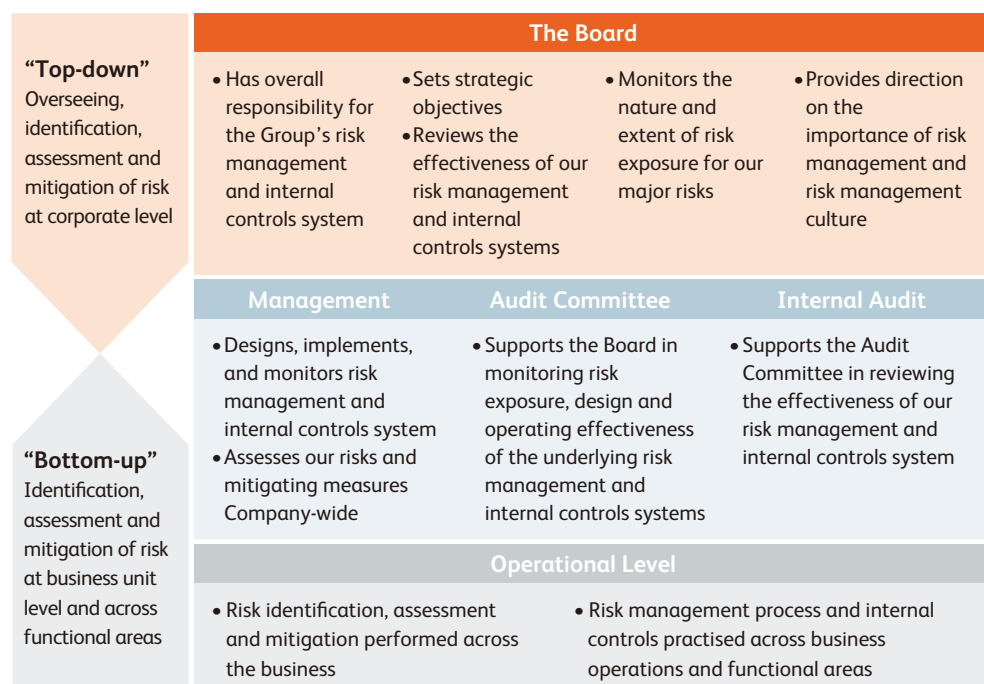 “Top-down”
Overseeing,
identification,
assessment and
mitigation of risk
at corporate level
The Board
• Has overall
responsibility for
the Group’s risk
management
and internal
controls system
• Sets strategic
objectives
• Reviews the
effectiveness of our
risk management
and internal
controls systems
• Monitors the
nature and
extent of risk
exposure for our
major risks
• Provides direction
on the
importance of risk
management and
risk management
culture
Management
• Designs, implements,
and monitors risk
management and
internal controls system
• Assesses our risks and
mitigating measures
Company-wide
Audit Committee
• Supports the Board in
monitoring risk
exposure, design and
operating effectiveness
of the underlying risk
management and
internal controls systems
Internal Audit
• Supports the Audit
Committee in reviewing
the effectiveness of our
risk management and
internal controls system
“Bottom-up”
Identification,
assessment and
mitigation of risk
at business unit
level and across
functional areas
Operational Level
• Risk identification, assessment
and mitigation performed across
the business
• Risk management process and internal
controls practised across business
operations and functional areas